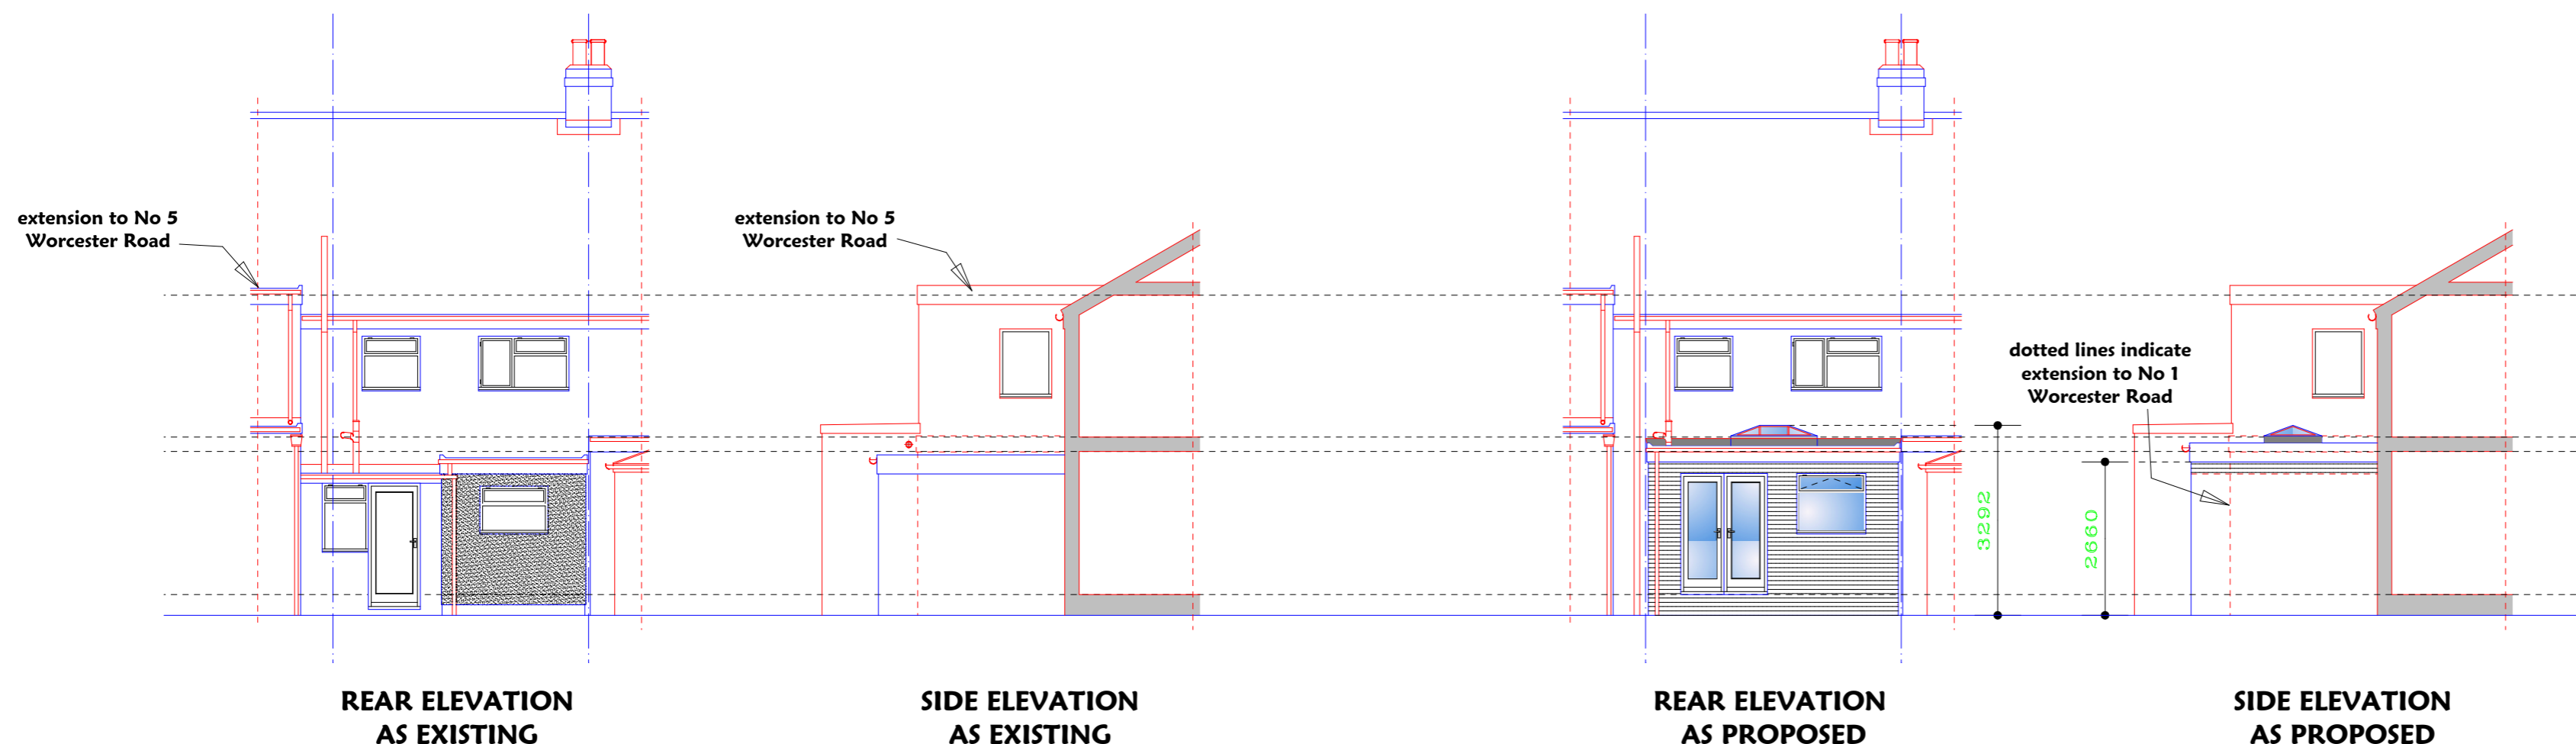 extension to No 5
Worcester Road
extension to No 5
Worcester Road
dotted lines indicate
extension to No 1
Worcester Road
3292
2660
REAR ELEVATION
AS EXISTING
SIDE ELEVATION
AS EXISTING
REAR ELEVATION
AS PROPOSED
SIDE ELEVATION
AS PROPOSED